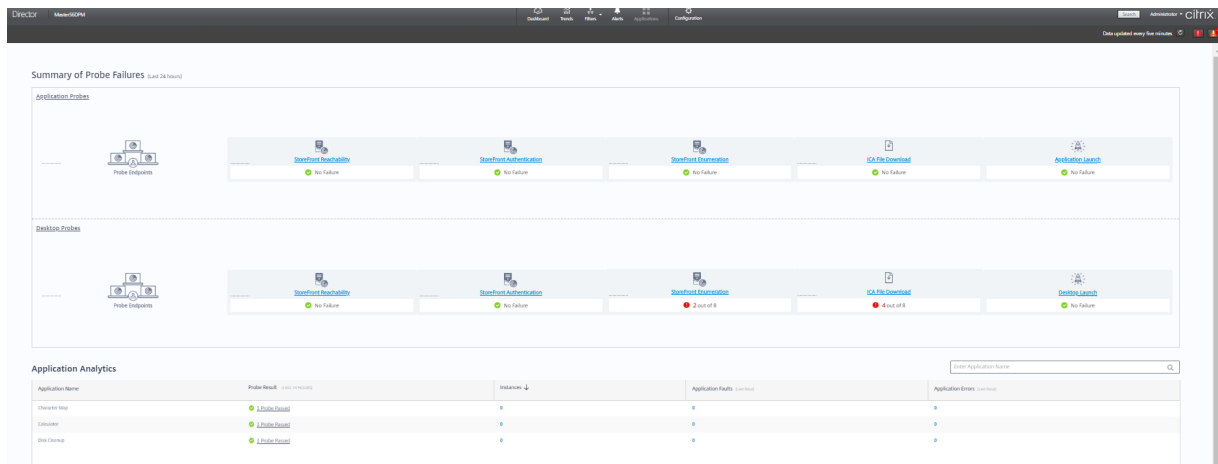 Director Master56DPM Dashboard Trends Filters Alerts Applications Configuration Search Administrator citrix
Data updated every five minutes
Summary of Probe Failures (Last 24 hours)
Application Probes
Probe Endpoints
StoreFront Reachability StoreFront Authentication StoreFront Enumeration ICA File Download Application Launch
No Failure No Failure No Failure No Failure No Failure
Desktop Probes
Probe Endpoints
StoreFront Reachability StoreFront Authentication StoreFront Enumeration ICA File Download Desktop Launch
No Failure No Failure 2 out of 8 4 out of 8 No Failure
Application Analytics Enter Application Name
Application Name Probe Result Instances Application Faults (Last hour) Application Errors (Last hour)
Character Map 1 Probe Passed 0 0 0
Calculator 1 Probe Passed 0 0 0
Disk Cleanup 1 Probe Passed 0 0 0